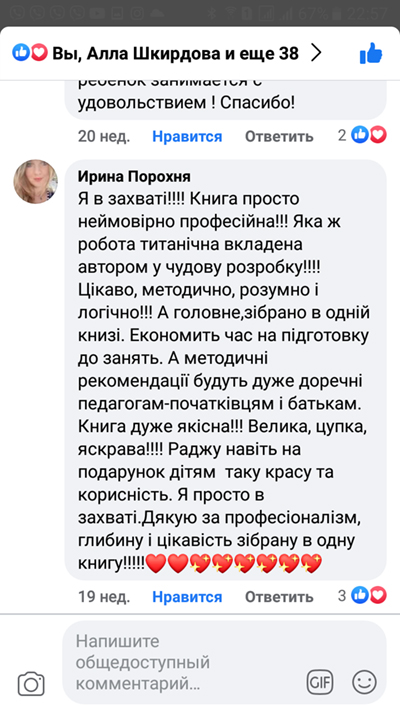 67% 22:57
Вы, Алла Шкирдова и еще 38
ребенок занимается с
удовольствием ! Спасибо!
20 нед. Нравится Ответить 2
Ирина Порохня
Я в захваті!!!! Книга просто
неймовірно професійна!!! Яка ж
робота титанічна вкладена
автором у чудову розробку!!!!
Цікаво, методично, розумно і
логічно!!! А головне,зібрано в одній
книзі. Економить час на підготовку
до занять. А методичні
рекомендації будуть дуже доречні
педагогам-початківцям і батькам.
Книга дуже якісна!!! Велика, цупка,
яскрава!!!! Раджу навіть на
подарунок дітям таку красу та
корисність. Я просто в
захваті.Дякую за професіоналізм,
глибину і цікавість зібрану в одну
книгу!!!!!❤️❤️💖💖💖💖💖💖
19 нед. Нравится Ответить 3
Напишите
общедоступный
комментарий...
GIF